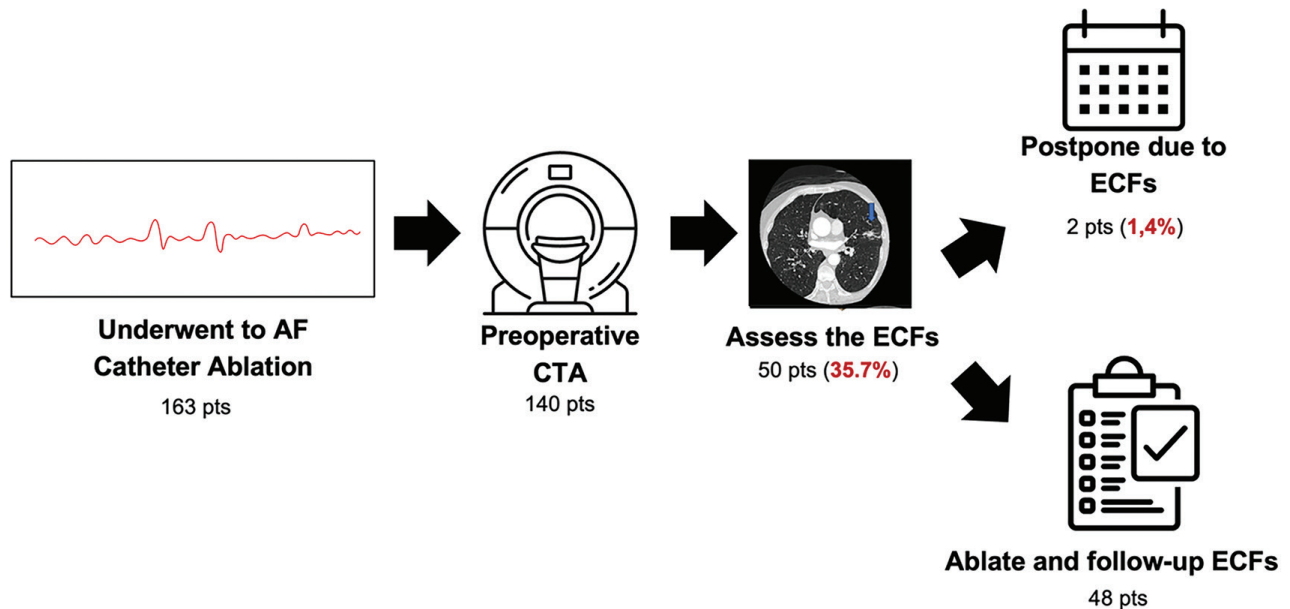 Underwent to AF
Catheter Ablation
163 pts
Preoperative
CTA
140 pts
Assess the ECFs
50 pts (35.7%)
Postpone due to
ECFs
2 pts (1,4%)
Ablate and follow-up ECFs
48 pts